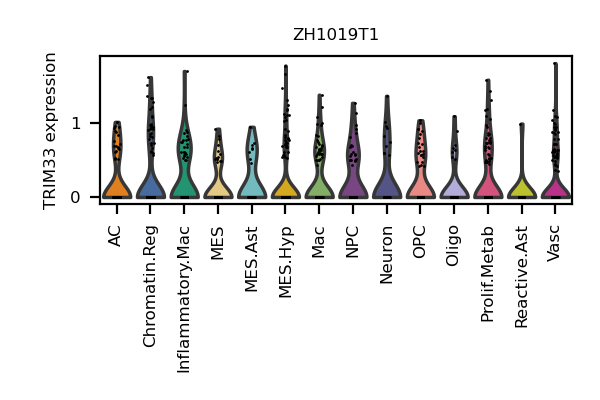 ZH1019T1
TRIM33 expression
1
0
AC
Chromatin.Reg
Inflammatory.Mac
MES
MES.Ast
MES.Hyp
Mac
NPC
Neuron
OPC
Oligo
Prolif.Metab
Reactive.Ast
Vasc